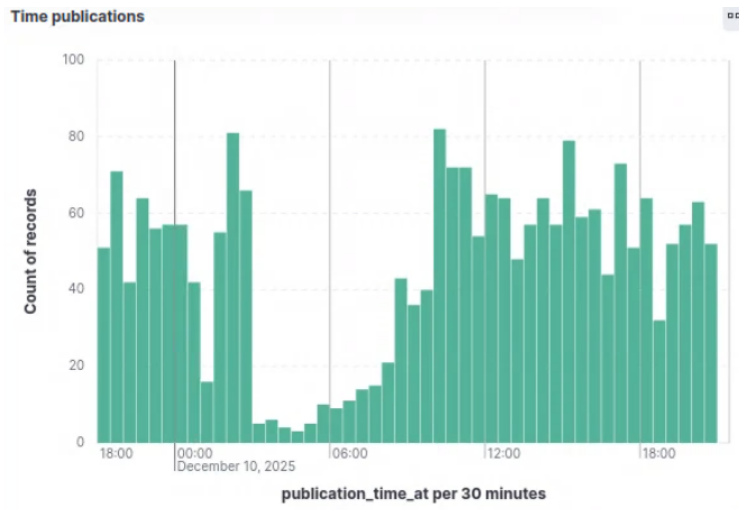 Time publications
100
80
60
40
20
0
Count of records
18:00
00:00
06:00
12:00
18:00
December 10, 2025
publication_time_at per 30 minutes